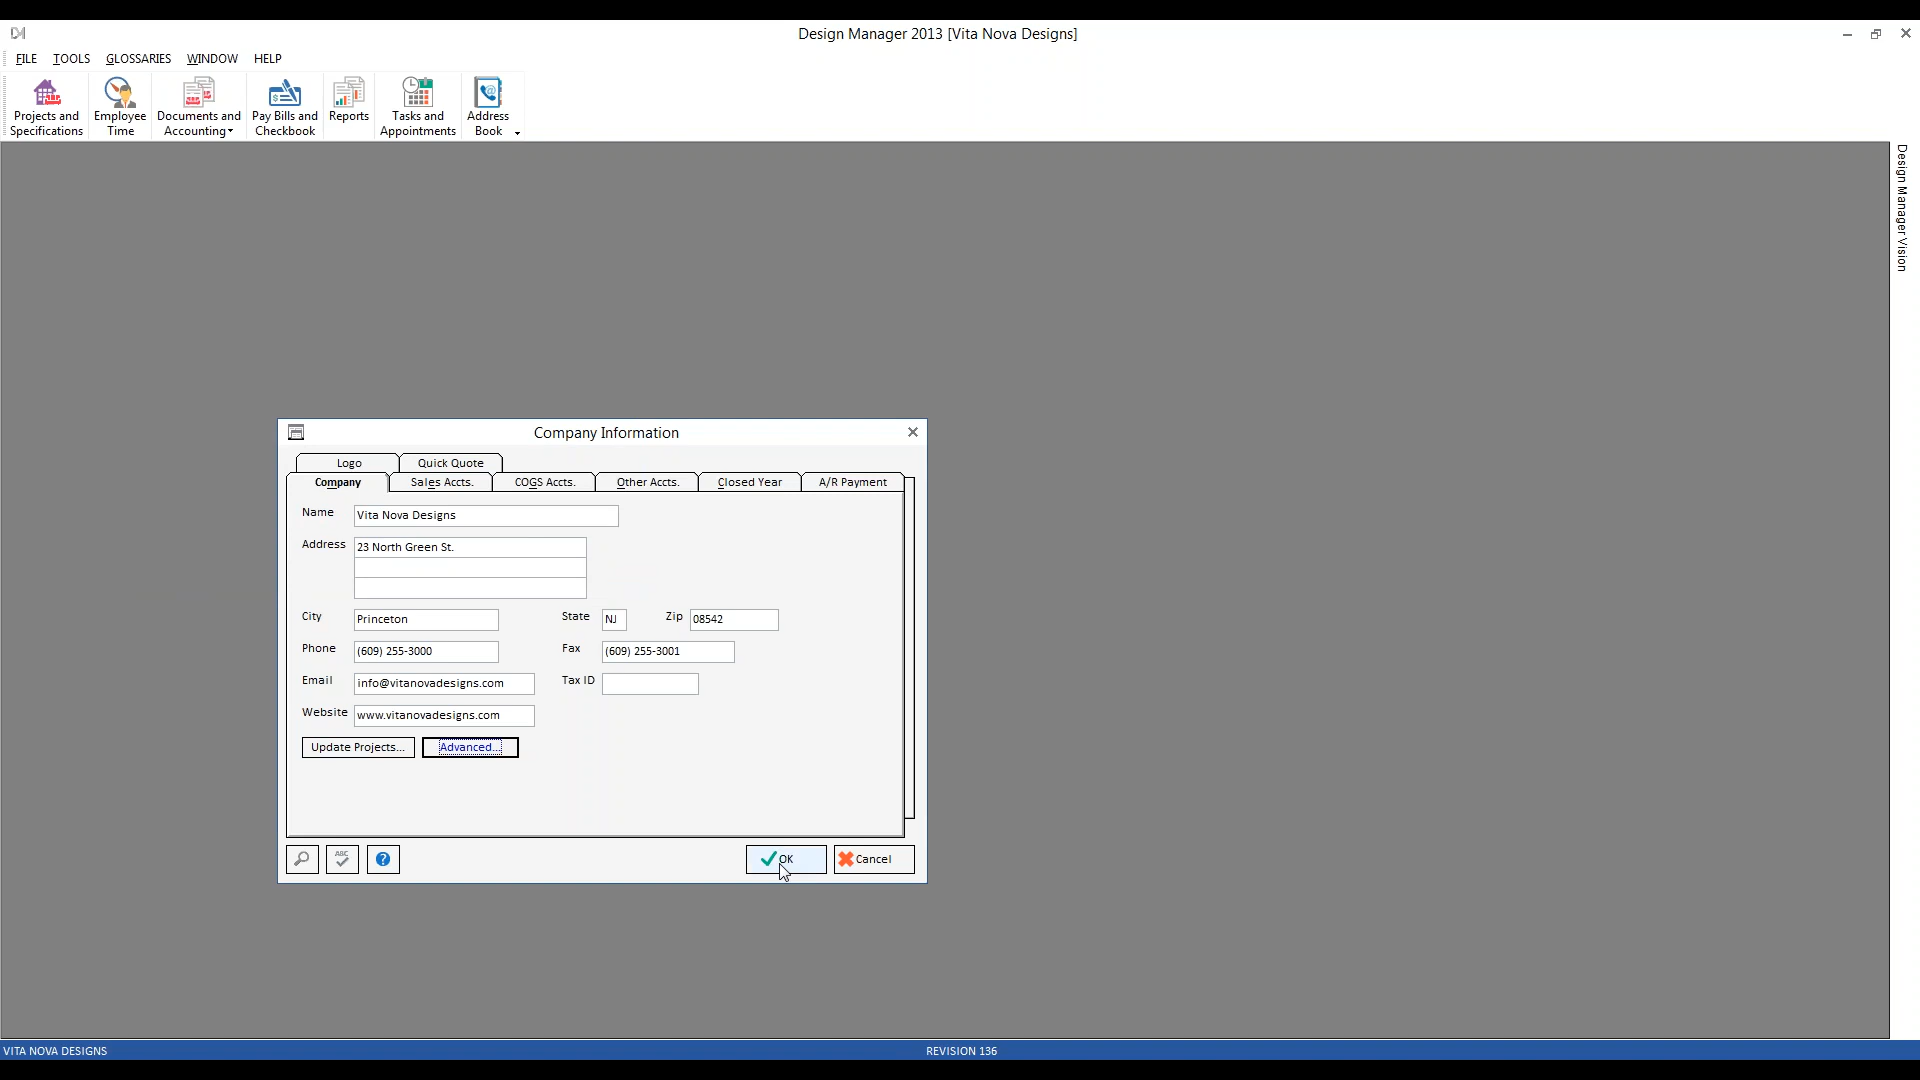 Design Manager 2013 [Vita Nova Designs]
FILE TOOLS GLOSSARIES WINDOW HELP
Projects and Specifications
Employee Time
Documents and Accounting
Pay Bills and Checkbook
Reports
Tasks and Appointments
Address Book
Design Manager Vision
Company Information
Logo Quick Quote
Company Sales Accts. COGS Accts. Other Accts. Closed Year A/R Payment
Name Vita Nova Designs
Address 23 North Green St.
City Princeton State NJ Zip 08542
Phone (609) 255-3000 Fax (609) 255-3001
Email info@vitanovadesigns.com Tax ID
Website www.vitanovadesigns.com
Update Projects... Advanced...
ABC ? OK Cancel
VITA NOVA DESIGNS REVISION 136